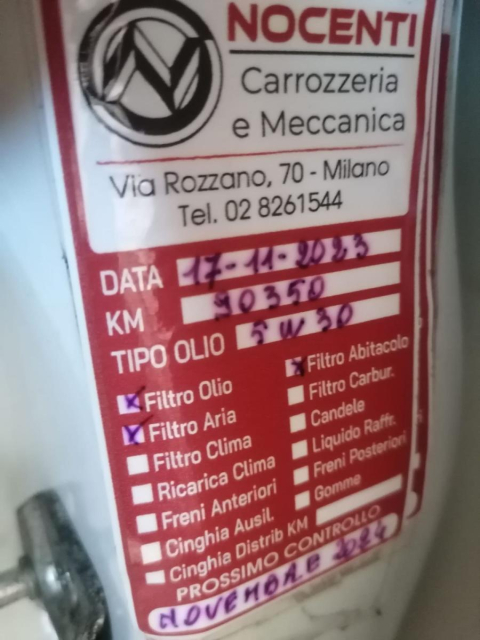 NOCENTI
Carrozzeria
e Meccanica
Via Rozzano, 70 - Milano
Tel. 02 8261544
DATA 17-11-2023
KM 90350
TIPO OLIO 5W30
Filtro Olio
Filtro Aria
Filtro Clima
Ricarica Clima
Freni Anteriori
Cinghia Ausil.
Cinghia Distrib KM
Filtro Abitacolo
Filtro Carbur.
Candele
Liquido Raffr.
Freni Posteriori
Gomme
PROSSIMO CONTROLLO
NOVEMBRE 2024